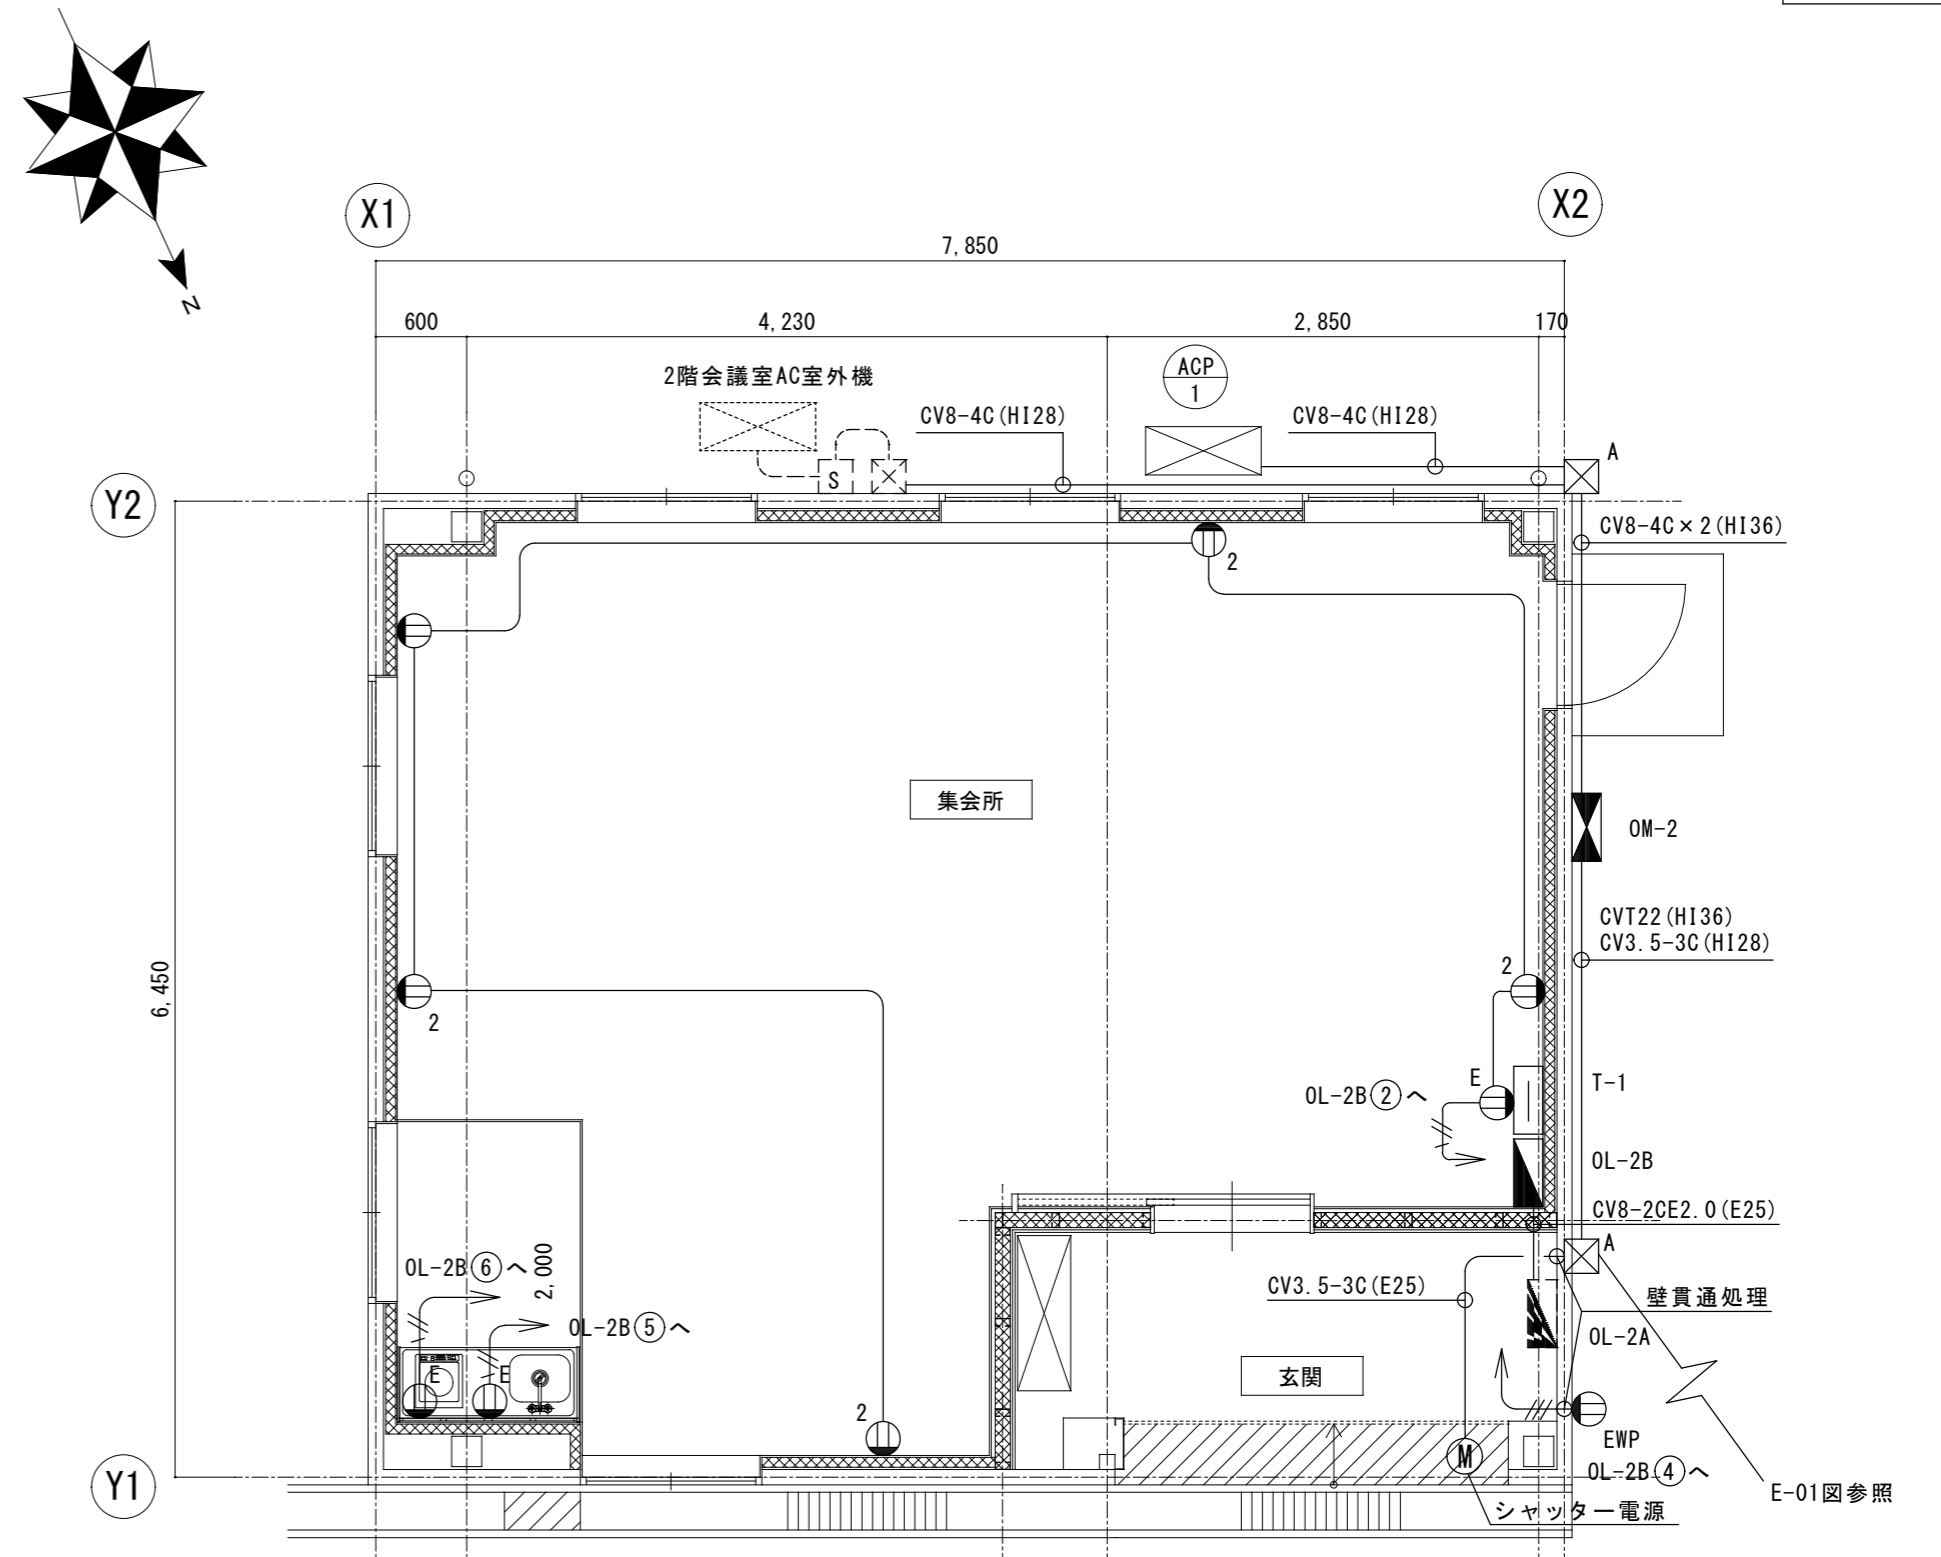 N
X1
X2
7,850
600
4,230
2,850
170
2階会議室AC室外機
ACP
1
CV8-4C(HI28)
CV8-4C(HI28)
A
S
Y2
CV8-4C×2(HI36)
2
集会所
OM-2
CVT22(HI36)
CV3.5-3C(HI28)
6,450
2
2
E
T-1
OL-2B②へ
OL-2B
CV8-2CE2.0(E25)
A
OL-2B⑥へ
2,000
CV3.5-3C(E25)
壁貫通処理
OL-2B⑤へ
OL-2A
E
E
玄関
2
EWP
M
OL-2B④へ
Y1
E-01図参照
シャッター電源